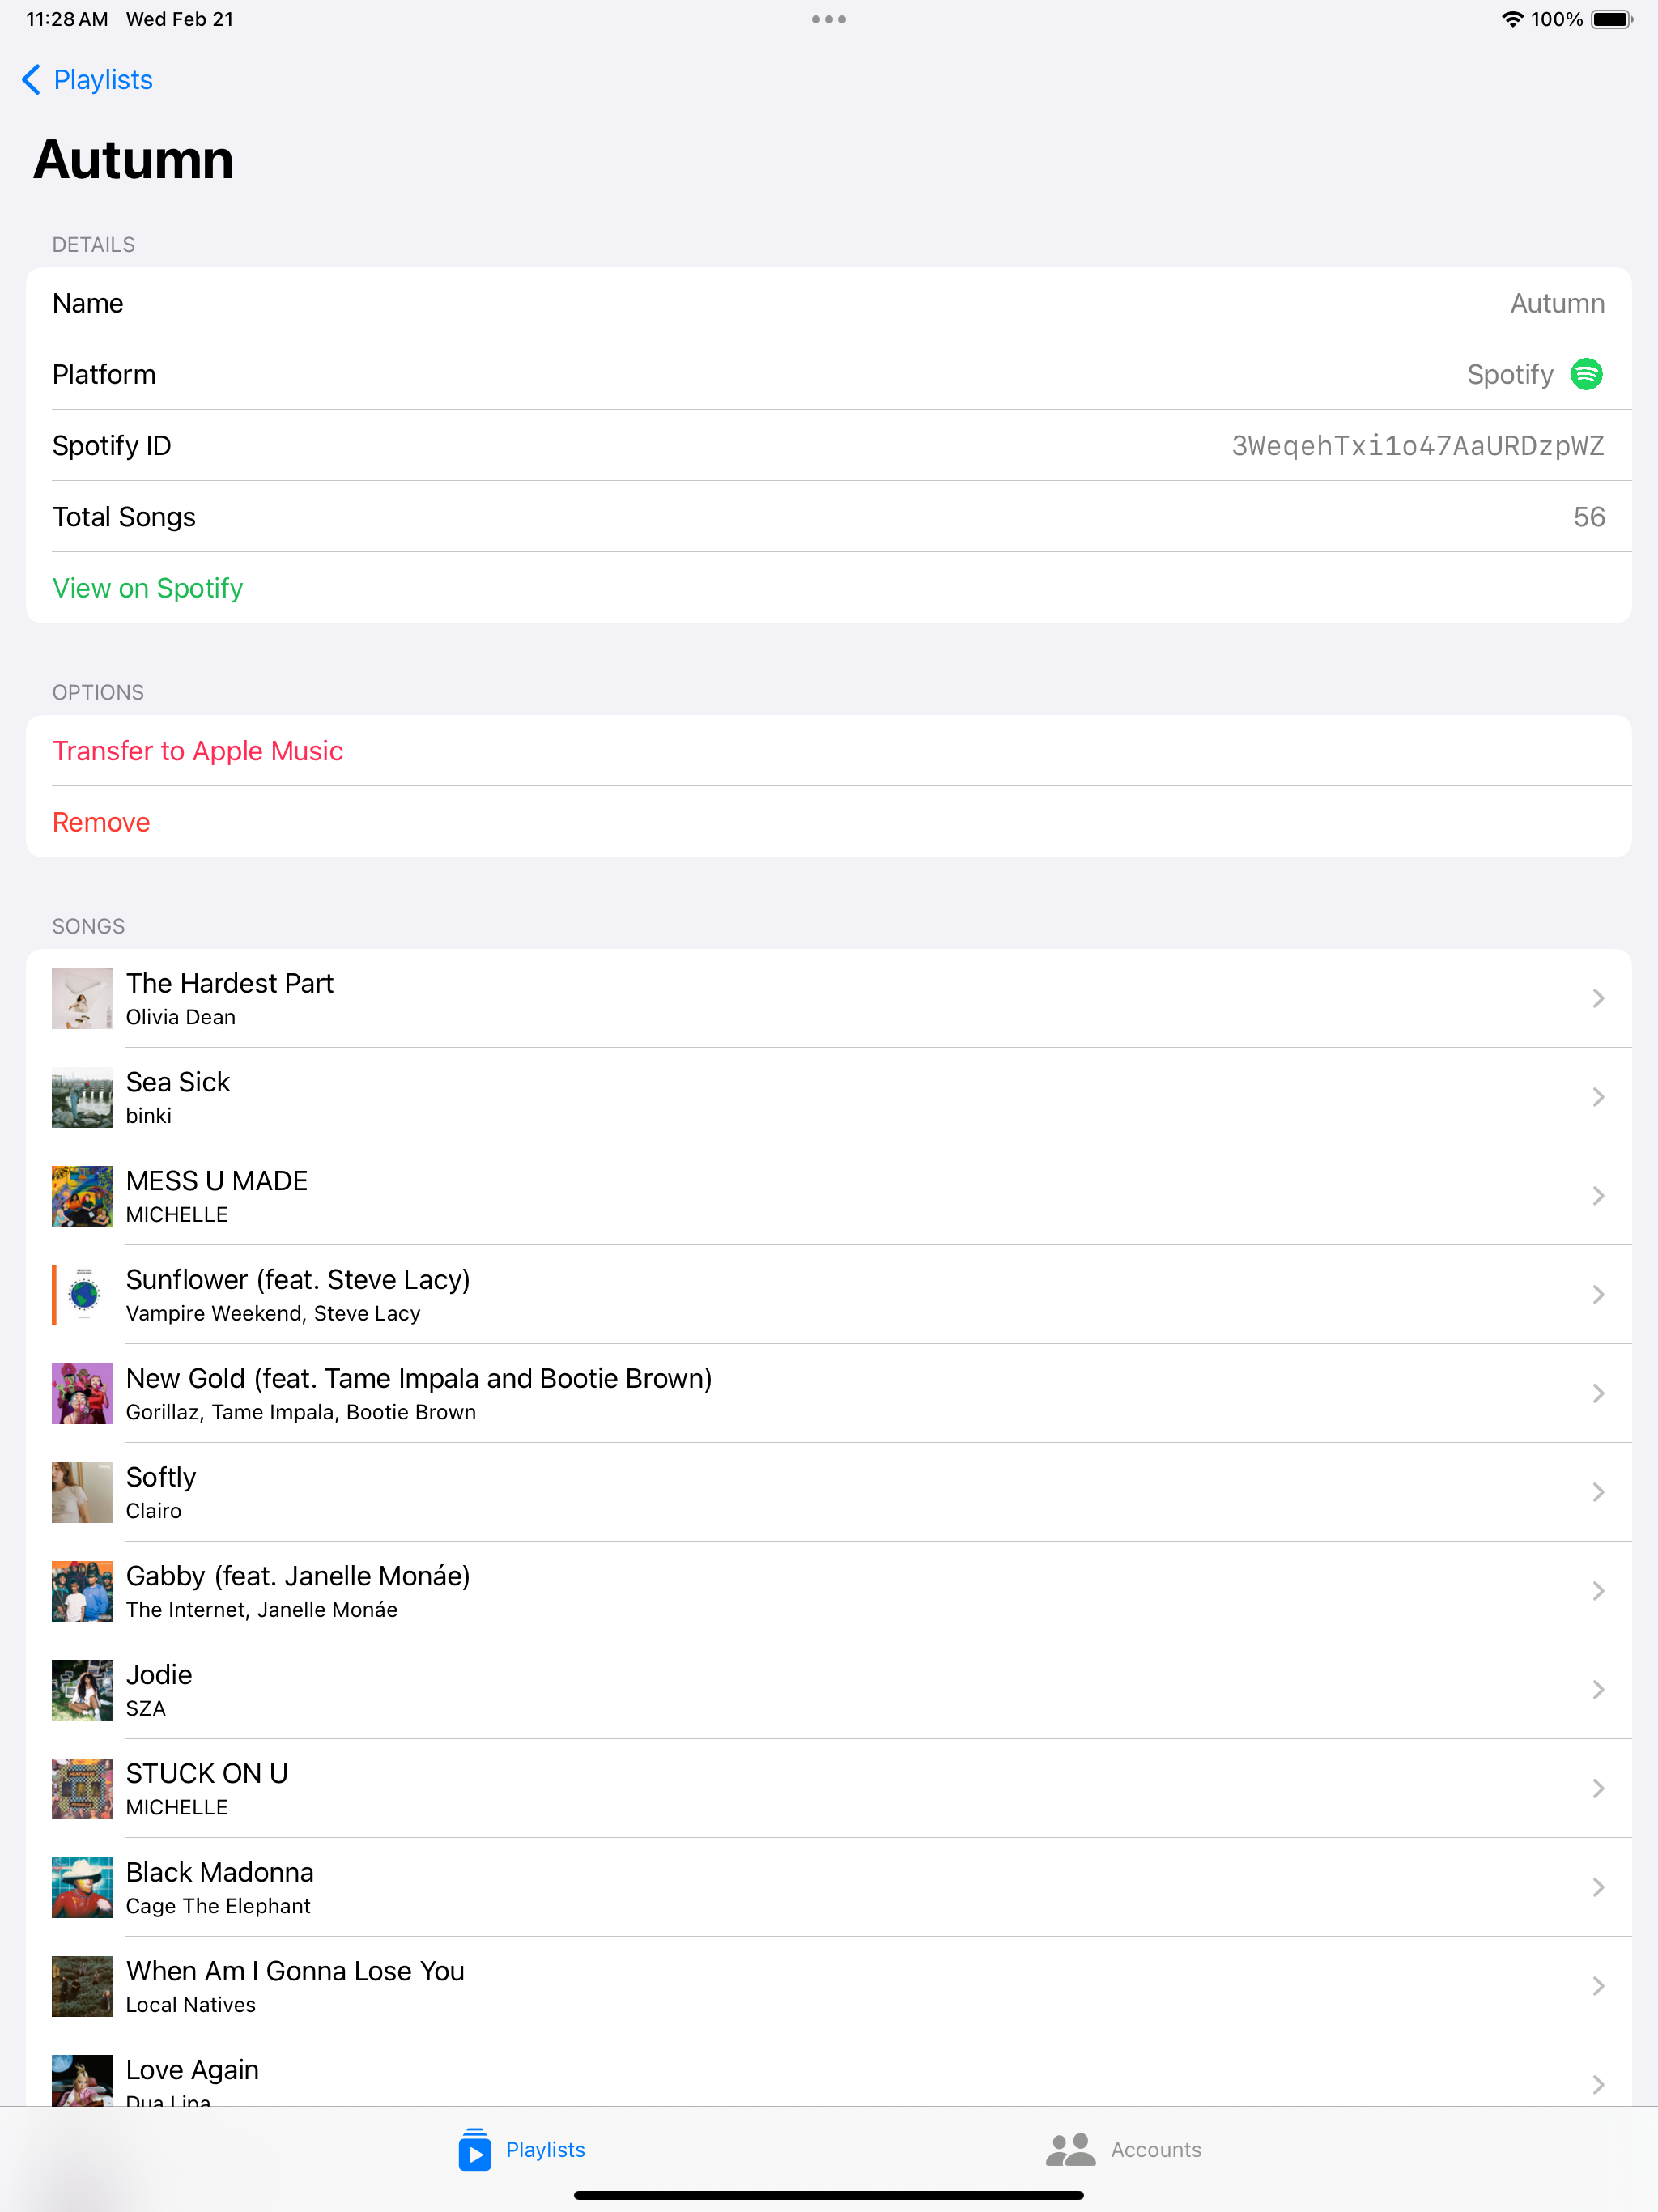 11:28 AM Wed Feb 21
100%
Playlists
Autumn
DETAILS
Name Autumn
Platform Spotify
Spotify ID 3WeqehTxi1o47AaURDzpWZ
Total Songs 56
View on Spotify
OPTIONS
Transfer to Apple Music
Remove
SONGS
The Hardest Part
Olivia Dean
Sea Sick
binki
MESS U MADE
MICHELLE
Sunflower (feat. Steve Lacy)
Vampire Weekend, Steve Lacy
New Gold (feat. Tame Impala and Bootie Brown)
Gorillaz, Tame Impala, Bootie Brown
Softly
Clairo
Gabby (feat. Janelle Monáe)
The Internet, Janelle Monáe
Jodie
SZA
STUCK ON U
MICHELLE
Black Madonna
Cage The Elephant
When Am I Gonna Lose You
Local Natives
Love Again
Dua Lipa
Playlists Accounts